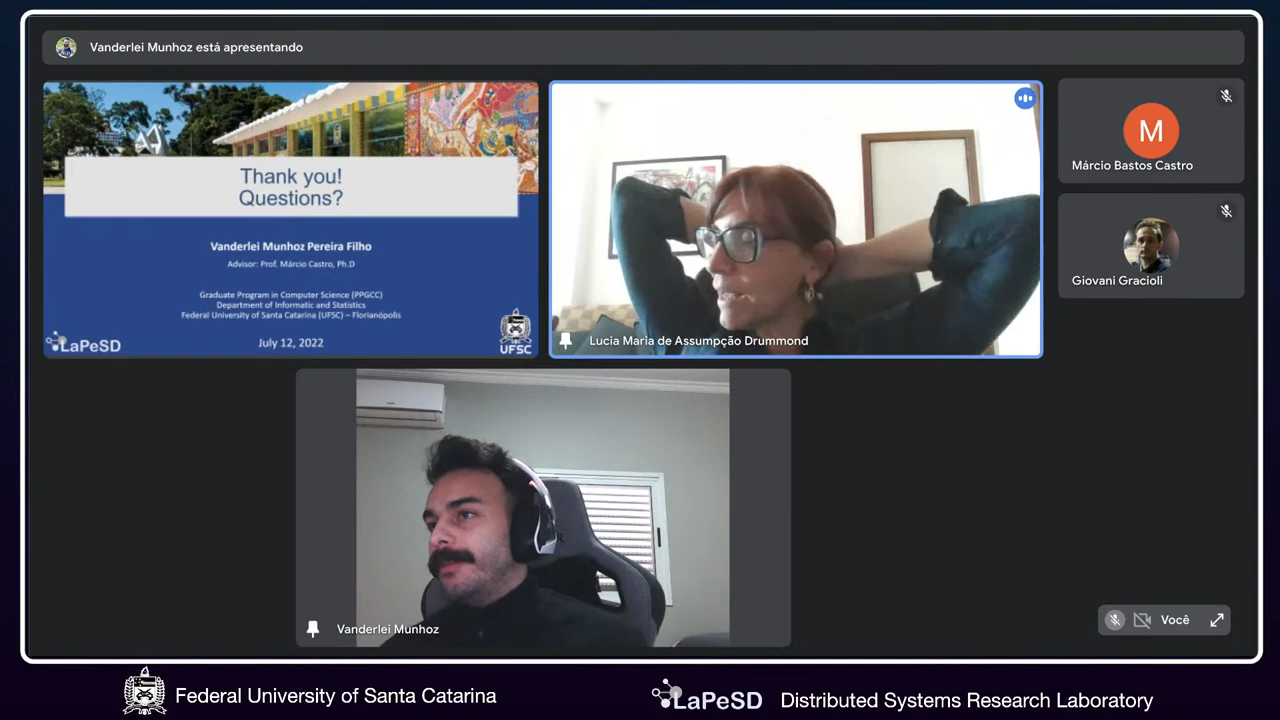 Vanderlei Munhoz está apresentando
Thank you!
Questions?
Vanderlei Munhoz Pereira Filho
Advisor: Prof. Márcio Castro, Ph.D
Graduate Program in Computer Science (PPGCC)
Department of Informatic and Statistics
Federal University of Santa Catarina (UFSC) – Florianópolis
July 12, 2022
LaPeSD
UFSC
Lucia Maria de Assumpção Drummond
M
Márcio Bastos Castro
Giovani Gracioli
Vanderlei Munhoz
Você
Federal University of Santa Catarina
LaPeSD
Distributed Systems Research Laboratory